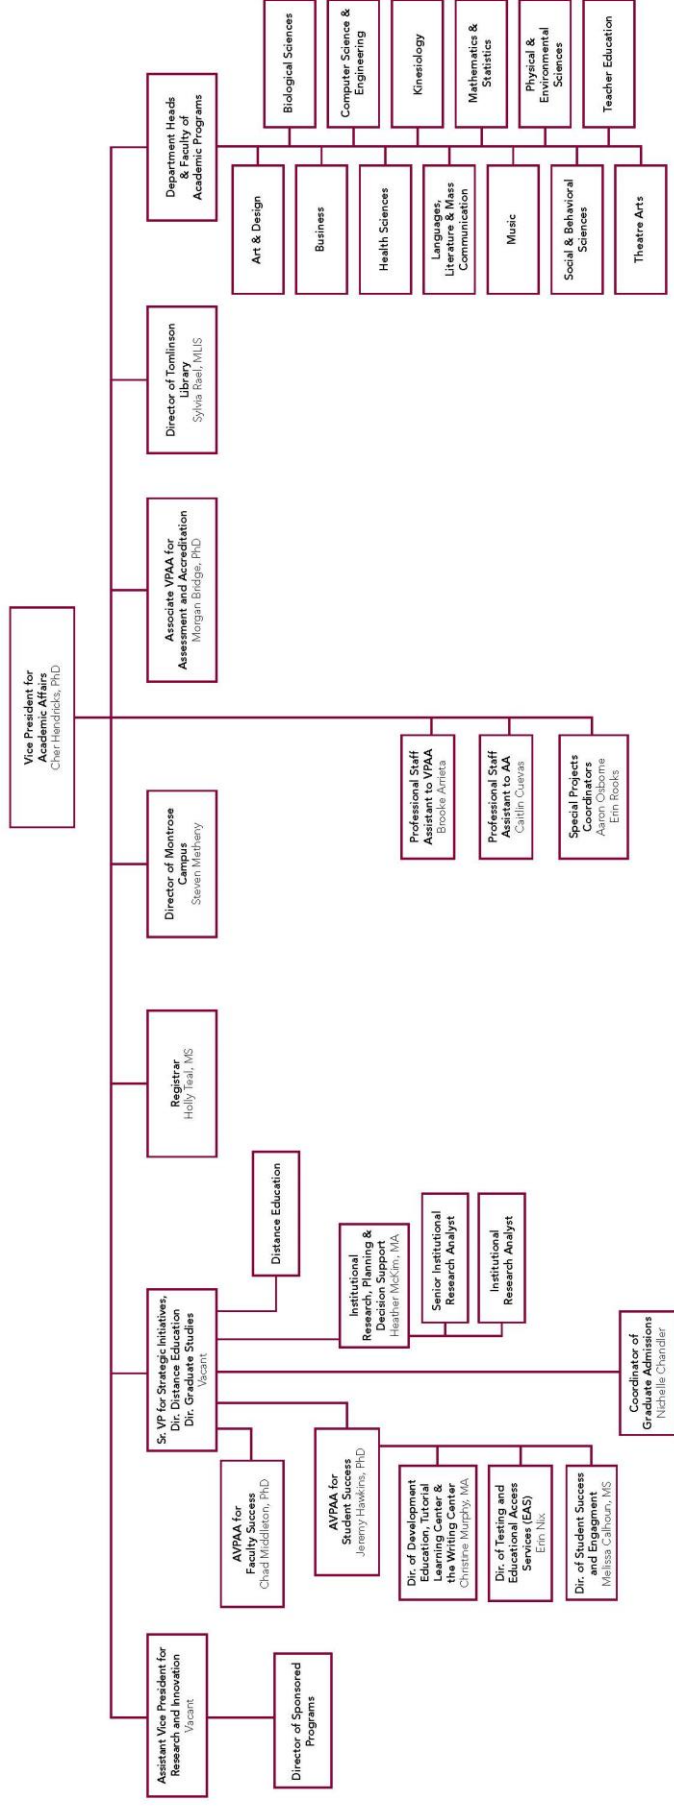 Vice President for
Academic Affairs
Cher Hendricks, PhD
Assistant Vice President for
Research and Innovation
Vacant
Director of Sponsored
Programs
Sr. VP for Strategic Initiatives,
Dir. Distance Education
Dir. Graduate Studies
Vacant
AVPAA for
Faculty Success
Chad Middleton, PhD
AVPAA for
Student Success
Jeremy Hawkins, PhD
Dir. of Development
Education, Tutorial
Learning Center &
the Writing Center
Christine Murphy, MA
Dir. of Testing and
Educational Access
Services (EAS)
Erin Nix
Dir. of Student Success
and Engagment
Melissa Calhoun, MS
Coordinator of
Graduate Admissions
Nichelle Chandler
Distance Education
Institutional
Research, Planning &
Decision Support
Heather McKim, MA
Senior Institutional
Research Analyst
Institutional
Research Analyst
Registrar
Holly Teal, MS
Director of Montrose
Campus
Steven Metheny
Professional Staff
Assistant to VPAA
Brooke Arrieta
Professional Staff
Assistant to AA
Caitlin Cuevas
Special Projects
Coordinators
Aaron Osborne
Erin Rooks
Associate VPAA for
Assessment and Accreditation
Morgan Bridge, PhD
Director of Tomlinson
Library
Sylvia Rael, MLIS
Department Heads
& Faculty of
Academic Programs
Art & Design
Biological Sciences
Business
Computer Science &
Engineering
Health Sciences
Kinesiology
Languages,
Literature & Mass
Communication
Mathematics &
Statistics
Music
Physical &
Environmental
Sciences
Social & Behavioral
Sciences
Teacher Education
Theatre Arts